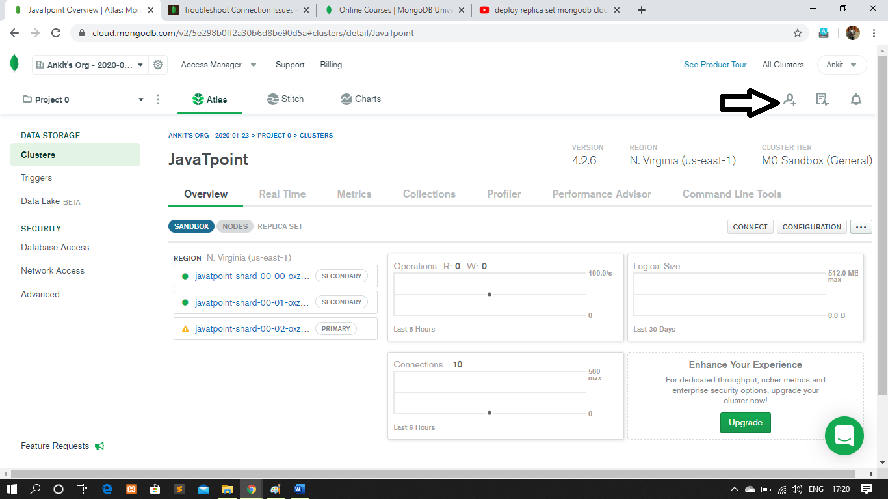 JavaTpoint Overview | Atlas: Mon
Troubleshoot Connection Issues –
Online Courses | MongoDB Unive
deploy replica set mongodb clou
cloud.mongodb.com/v2/5e298b0ff2a30b6d8be90d5a#clusters/detail/JavaTpoint
Ankit's Org - 2020-0...
Access Manager
Support
Billing
See Product Tour
All Clusters
Ankit
Project 0
Atlas
Stitch
Charts
DATA STORAGE
Clusters
Triggers
Data Lake BETA
SECURITY
Database Access
Network Access
Advanced
Feature Requests
ANKIT'S ORG - 2020-01-23 > PROJECT 0 > CLUSTERS
JavaTpoint
VERSION
4.2.6
REGION
N. Virginia (us-east-1)
CLUSTER TIER
M0 Sandbox (General)
Overview
Real Time
Metrics
Collections
Profiler
Performance Advisor
Command Line Tools
SANDBOX
NODES
REPLICA SET
CONNECT
CONFIGURATION
...
REGION N. Virginia (us-east-1)
javatpoint-shard-00-00-oxz... SECONDARY
javatpoint-shard-00-01-oxz... SECONDARY
javatpoint-shard-00-02-oxz... PRIMARY
Operations R: 0 W: 0
100.0/s
0
Last 6 Hours
Logical Size
512.0 MB
max
0.0 B
Last 30 Days
Connections 10
500
max
0
Last 6 Hours
Enhance Your Experience
For dedicated throughput, richer metrics and
enterprise security options, upgrade your
cluster now!
Upgrade
ENG
17:20